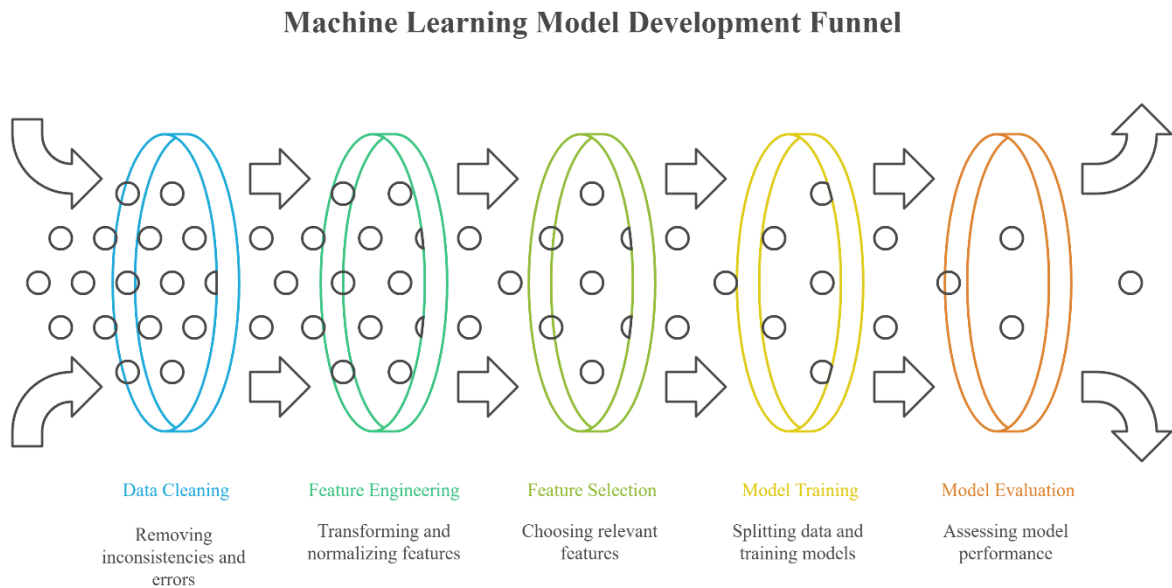 Machine Learning Model Development Funnel
Data Cleaning
Removing
inconsistencies and
errors
Feature Engineering
Transforming and
normalizing features
Feature Selection
Choosing relevant
features
Model Training
Splitting data and
training models
Model Evaluation
Assessing model
performance